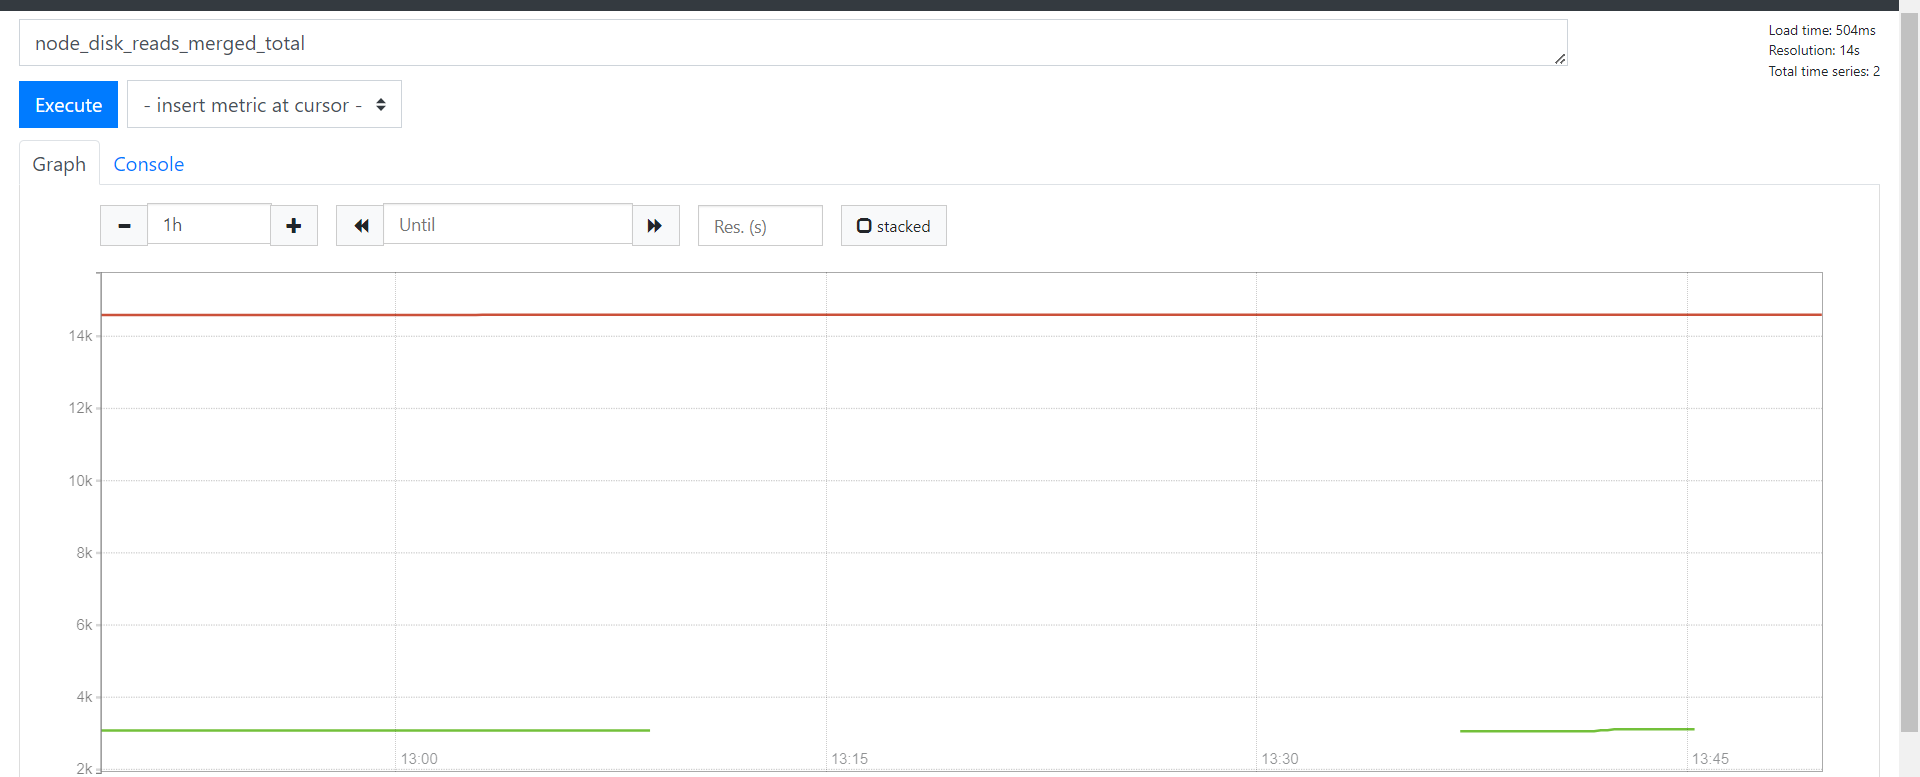 node_disk_reads_merged_total
Load time: 504ms
Resolution: 14s
Total time series: 2
Execute
- insert metric at cursor -
Graph
Console
1h
Until
Res. (s)
stacked
14k
12k
10k
8k
6k
4k
2k
13:00
13:15
13:30
13:45